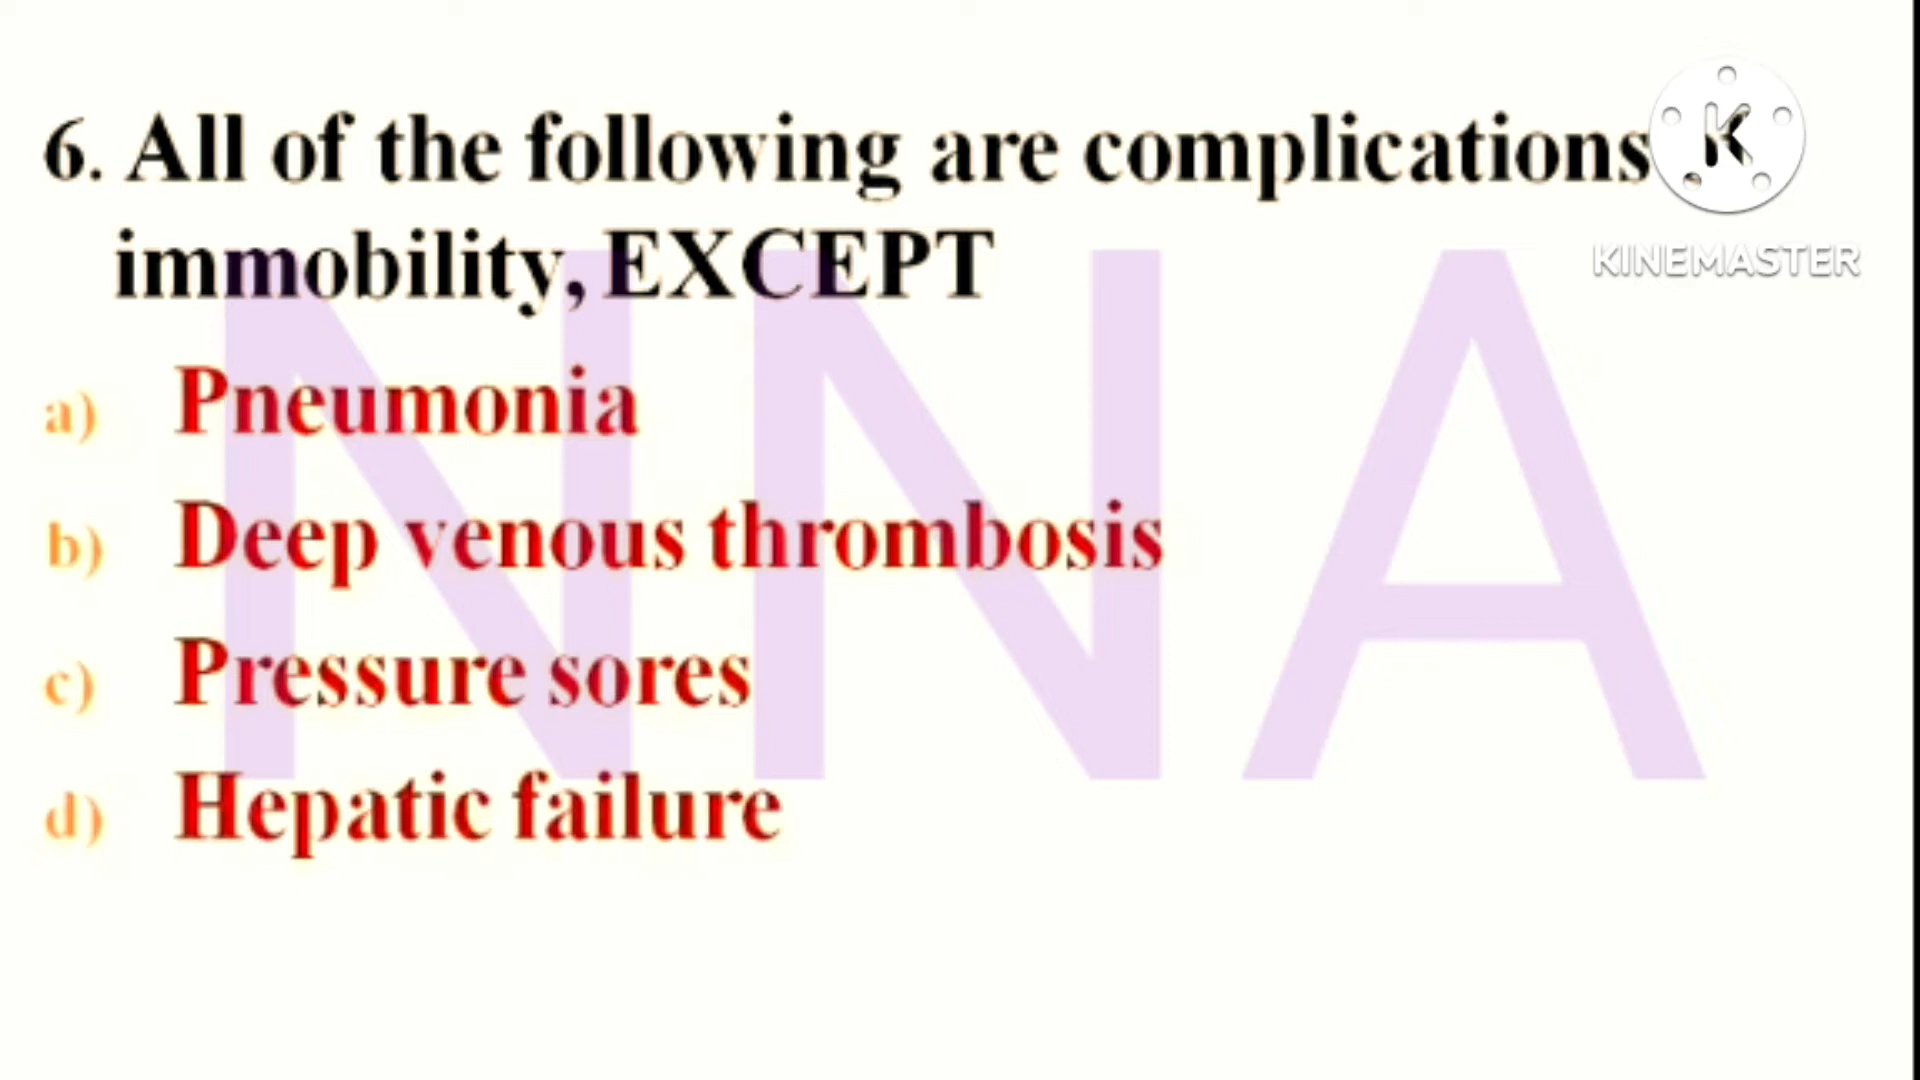 6. All of the following are complications
immobility, EXCEPT
a) Pneumonia
b) Deep venous thrombosis
c) Pressure sores
d) Hepatic failure
NNA
K
KINEMASTER